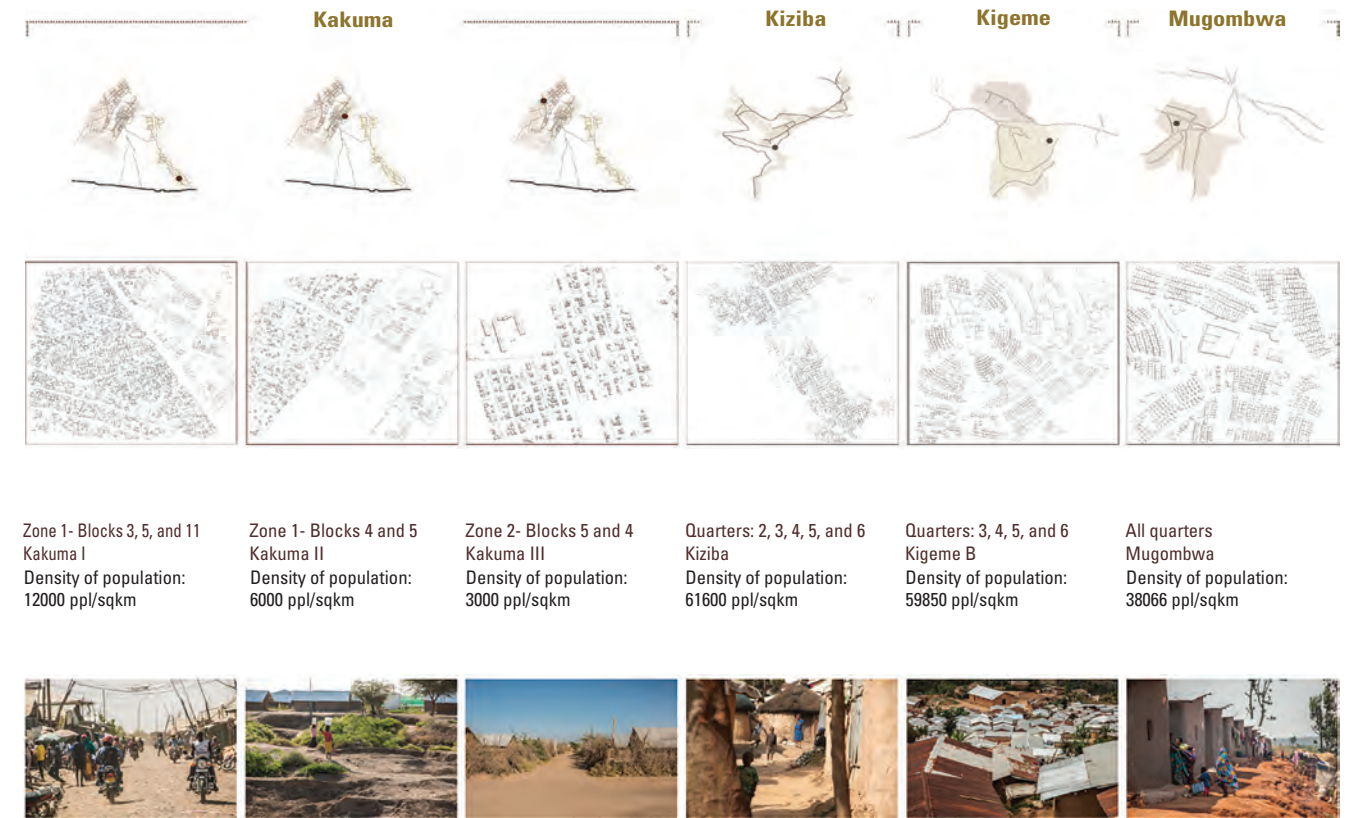 Kakuma
Kiziba
Kigeme
Mugombwa
Zone 1- Blocks 3, 5, and 11
Kakuma I
Density of population:
12000 ppl/sqkm
Zone 1- Blocks 4 and 5
Kakuma II
Density of population:
6000 ppl/sqkm
Zone 2- Blocks 5 and 4
Kakuma III
Density of population:
3000 ppl/sqkm
Quarters: 2, 3, 4, 5, and 6
Kiziba
Density of population:
61600 ppl/sqkm
Quarters: 3, 4, 5, and 6
Kigeme B
Density of population:
59850 ppl/sqkm
All quarters
Mugombwa
Density of population:
38066 ppl/sqkm